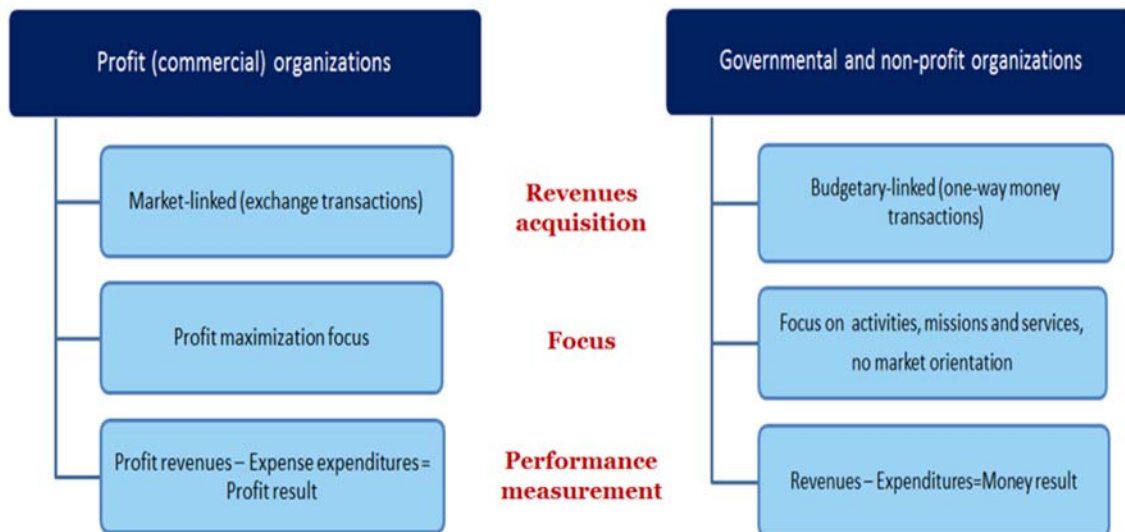 Profit (commercial) organizations
Governmental and non-profit organizations
Market-linked (exchange transactions)
Revenues
acquisition
Budgetary-linked (one-way money
transactions)
Profit maximization focus
Focus
Focus on activities, missions and services,
no market orientation
Profit revenues – Expense expenditures =
Profit result
Performance
measurement
Revenues – Expenditures=Money result